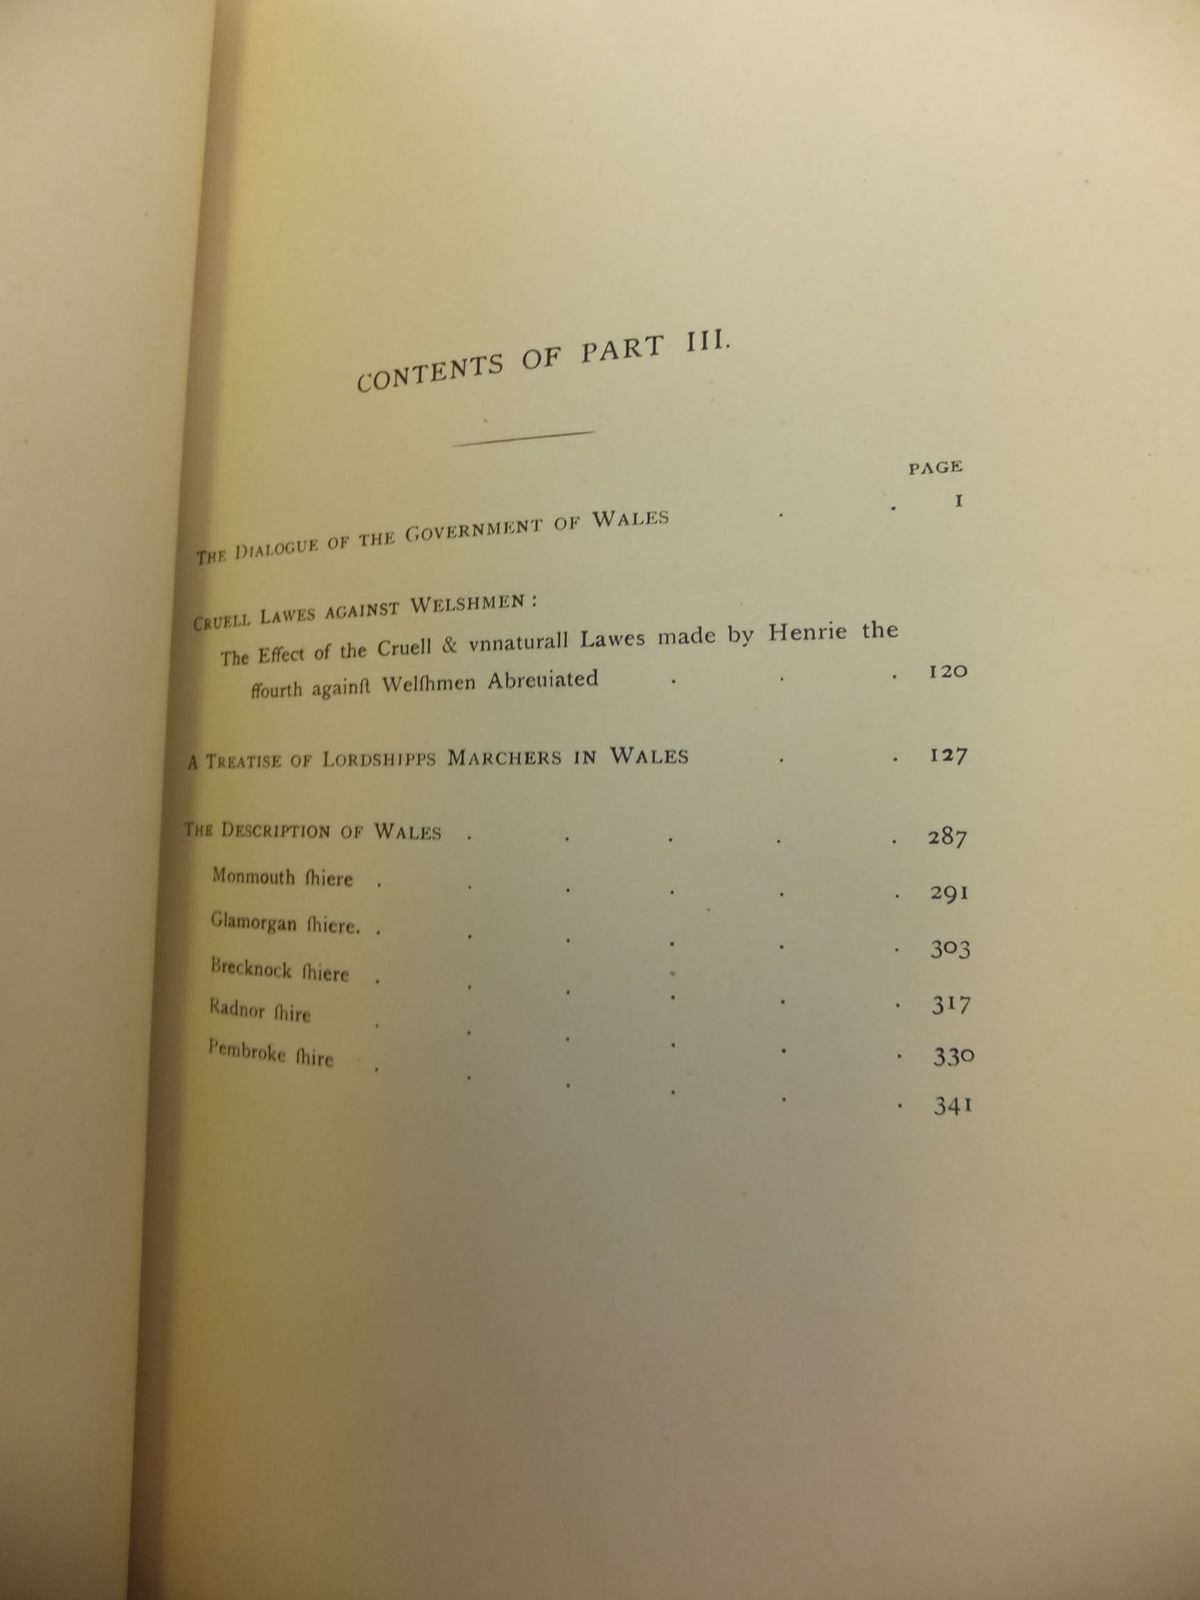 CONTENTS OF PART III.
PAGE
THE DIALOGUE OF THE GOVERNMENT OF WALES . . 1
CRUELL LAWES AGAINST WELSHMEN:
The Effect of the Cruell & vnnaturall Lawes made by Henrie the
ffourth againſt Welſhmen Abreuiated . . . 120
A TREATISE OF LORDSHIPPS MARCHERS IN WALES . . 127
THE DESCRIPTION OF WALES . . . . . 287
Monmouth ſhiere . . . . . . 291
Glamorgan ſhiere. . . . . . . 303
Brecknock ſhiere . . . . . . 317
Radnor ſhire . . . . . . 330
Pembroke ſhire . . . . . . 341